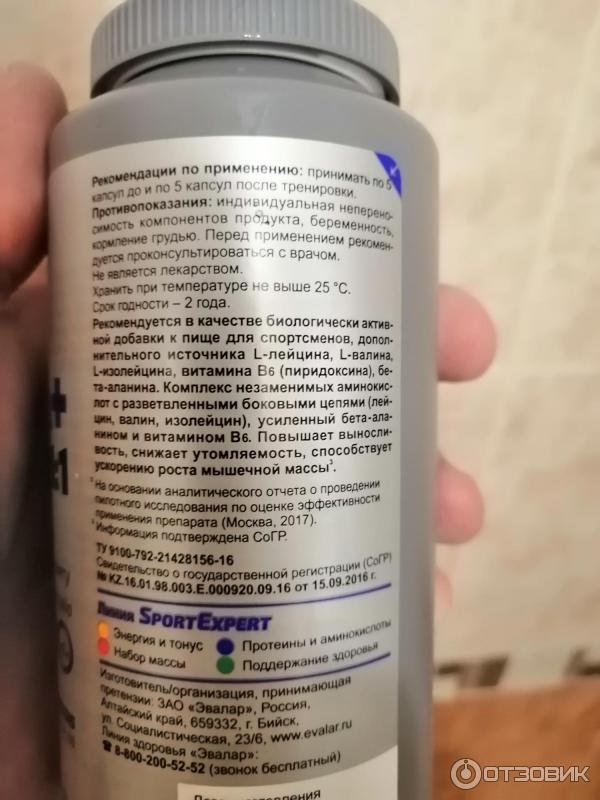 Рекомендации по применению: принимать по 5
капсул до и по 5 капсул после тренировки.
Противопоказания: индивидуальная неперено-
симость компонентов продукта, беременность,
кормление грудью. Перед применением рекомен-
дуется проконсультироваться с врачом.
Не является лекарством.
Хранить при температуре не выше 25 °C.
Срок годности – 2 года.
Рекомендуется в качестве биологически актив-
ной добавки к пище для спортсменов, допол-
нительного источника L-лейцина, L-валина,
L-изолейцина, витамина B6 (пиридоксина), бе-
та-аланина. Комплекс незаменимых аминокис-
лот с разветвленными боковыми цепями (лей-
цин, валин, изолейцин), усиленный бета-ала-
нином и витамином B6. Повышает выносли-
вость, снижает утомляемость, способствует
ускорению роста мышечной массы³.
На основании аналитического отчета о проведении
пилотного исследования по оценке эффективности
применения препарата (Москва, 2017).
Информация подтверждена СоГР.
ТУ 9100-792-21428156-16
Свидетельство о государственной регистрации (СоГР)
№ KZ.16.01.98.003.E.000920.09.16 от 15.09.2016 г.
Линия SPORTEXPERT
Энергия и тонус
Протеины и аминокислоты
Набор массы
Поддержание здоровья
Изготовитель/организация, принимающая
претензии: ЗАО «Эвалар», Россия,
Алтайский край, 659332, г. Бийск,
ул. Социалистическая, 23/6, www.evalar.ru
Линия здоровья «Эвалар»:
☎ 8-800-200-52-52 (звонок бесплатный)
ОТЗОВИК